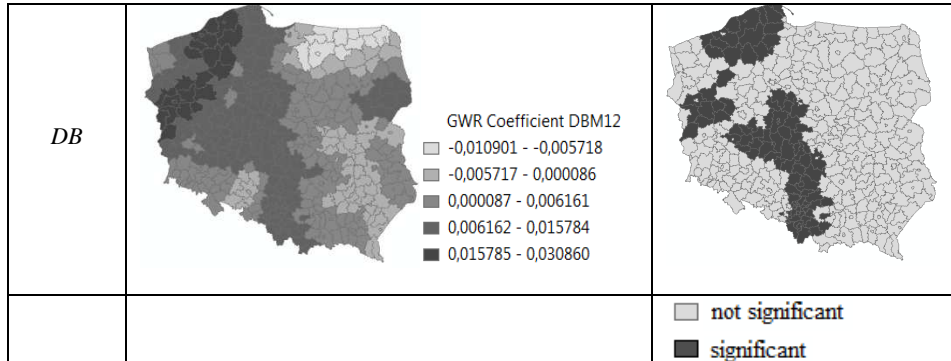 DB
GWR Coefficient DBM12
-0,010901 - -0,005718
-0,005717 - 0,000086
0,000087 - 0,006161
0,006162 - 0,015784
0,015785 - 0,030860
not significant
significant